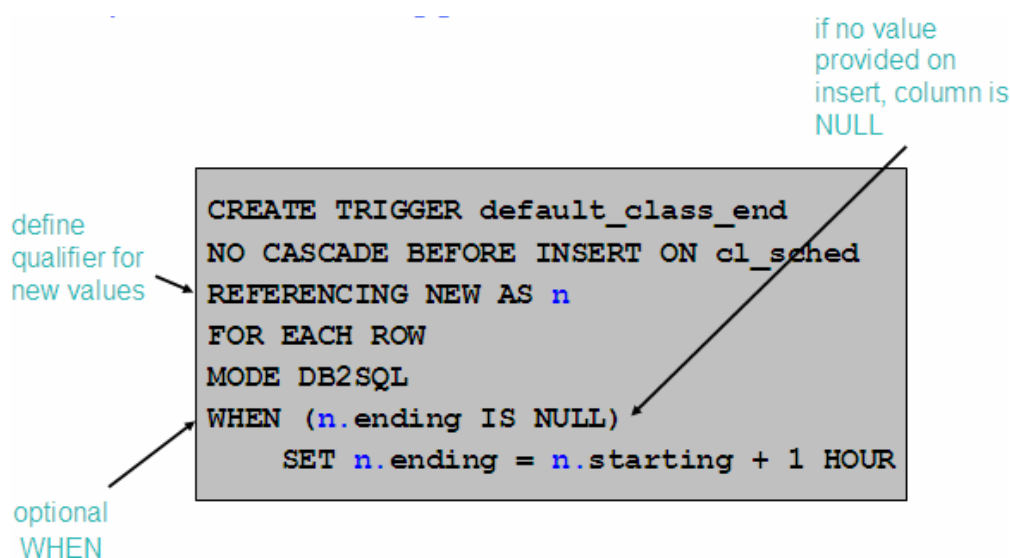 if no value
provided on
insert, column is
NULL
CREATE TRIGGER default_class_end
NO CASCADE BEFORE INSERT ON cl_sched
REFERENCING NEW AS n
FOR EACH ROW
MODE DB2SQL
WHEN (n.ending IS NULL)
SET n.ending = n.starting + 1 HOUR
define
qualifier for
new values
optional
WHEN